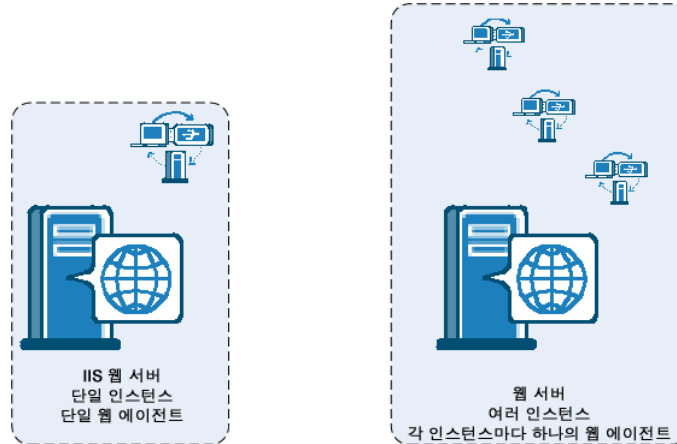 IIS 웹 서버
단일 인스턴스
단일 웹 에이전트
웹 서버
여러 인스턴스
각 인스턴스마다 하나의 웹 에이전트